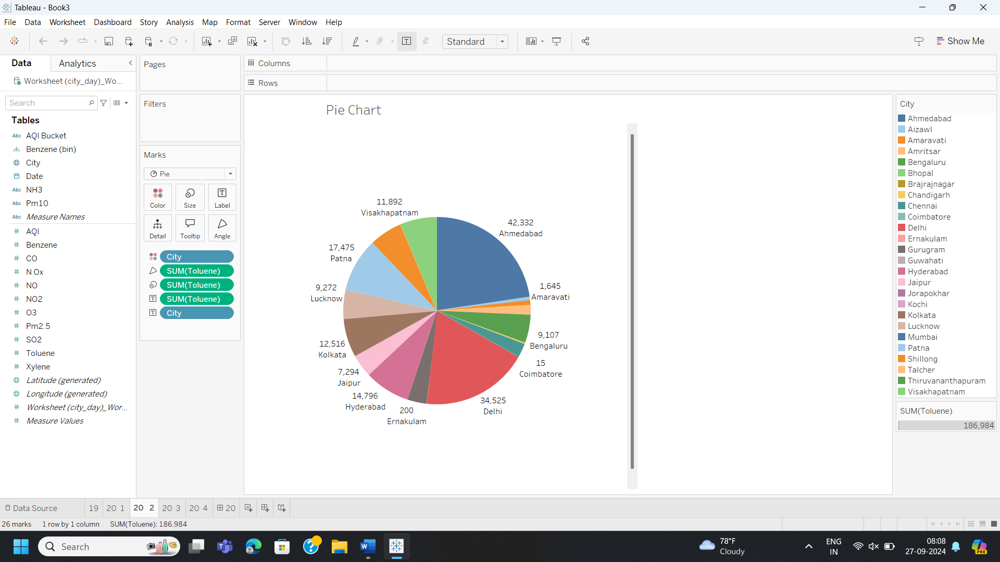 Tableau - Book3
File Data Worksheet Dashboard Story Analysis Map Format Server Window Help
Standard
Show Me
Data
Analytics
Worksheet (city_day)_Wo...
Search
Tables
Abc AQI Bucket
Benzene (bin)
City
Date
Abc NH3
Abc Pm10
Abc Measure Names
AQI
Benzene
CO
N Ox
NO
NO2
O3
Pm2.5
SO2
Toluene
Xylene
Latitude (generated)
Longitude (generated)
Worksheet (city_day)_Wor...
Measure Values
Pages
Filters
Marks
Pie
Color Size Label
Detail Tooltip Angle
City
SUM(Toluene)
SUM(Toluene)
SUM(Toluene)
City
Columns
Rows
Pie Chart
11,892
Visakhapatnam
42,332
Ahmedabad
17,475
Patna
1,645
Amaravati
9,272
Lucknow
9,107
Bengaluru
12,516
Kolkata
15
Coimbatore
7,294
Jaipur
14,796
Hyderabad
200
Ernakulam
34,525
Delhi
City
Ahmedabad
Aizawl
Amaravati
Amritsar
Bengaluru
Bhopal
Brajrajnagar
Chandigarh
Chennai
Coimbatore
Delhi
Ernakulam
Gurugram
Guwahati
Hyderabad
Jaipur
Jorapokhar
Kochi
Kolkata
Lucknow
Mumbai
Patna
Shillong
Talcher
Thiruvananthapuram
Visakhapatnam
SUM(Toluene)
186,984
Data Source 19 20 1 20 2 20 3 20 4 20
26 marks 1 row by 1 column SUM(Toluene): 186,984
Search
78°F
Cloudy
ENG
IN
08:08
27-09-2024
PRE